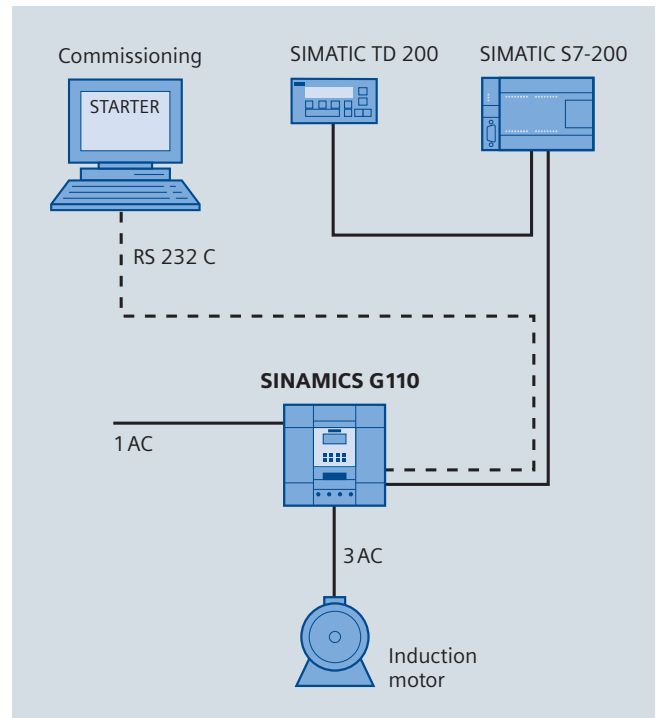 Commissioning
SIMATIC TD 200
SIMATIC S7-200
STARTER
RS 232 C
SINAMICS G110
1 AC
3 AC
Induction
motor